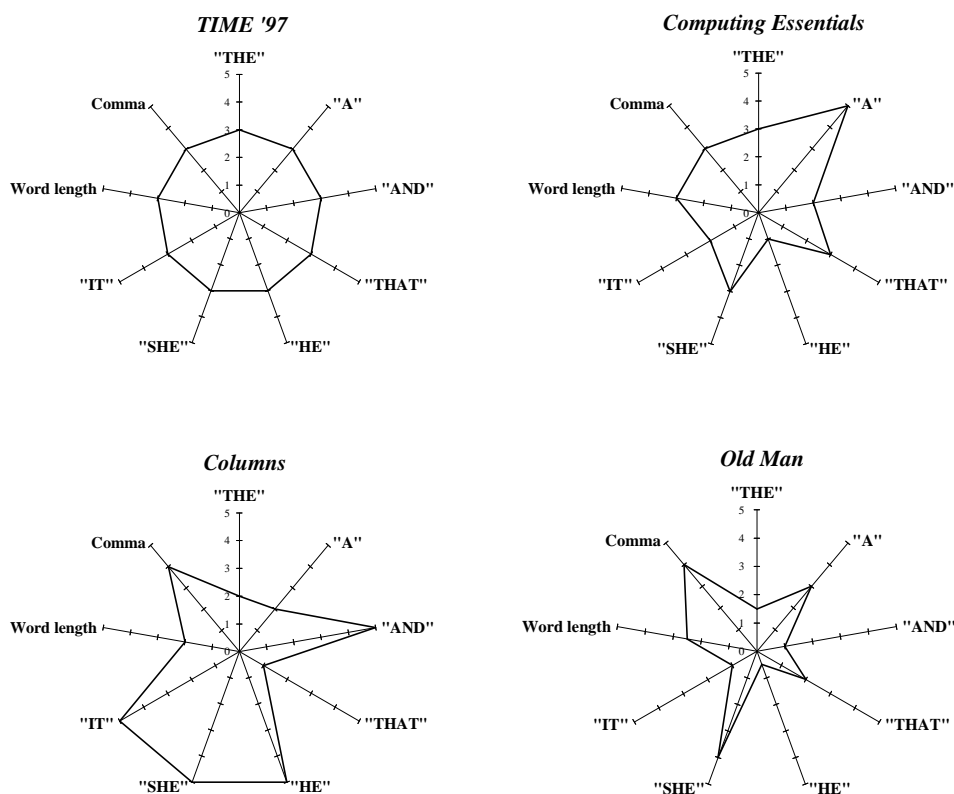 TIME '97
"THE"
5
4
3
2
1
0
"A"
"AND"
"THAT"
"HE"
"SHE"
"IT"
Word length
Comma
Computing Essentials
"THE"
5
4
3
2
1
0
"A"
"AND"
"THAT"
"HE"
"SHE"
"IT"
Word length
Comma
Columns
"THE"
5
4
3
2
1
0
"A"
"AND"
"THAT"
"HE"
"SHE"
"IT"
Word length
Comma
Old Man
"THE"
5
4
3
2
1
0
"A"
"AND"
"THAT"
"HE"
"SHE"
"IT"
Word length
Comma